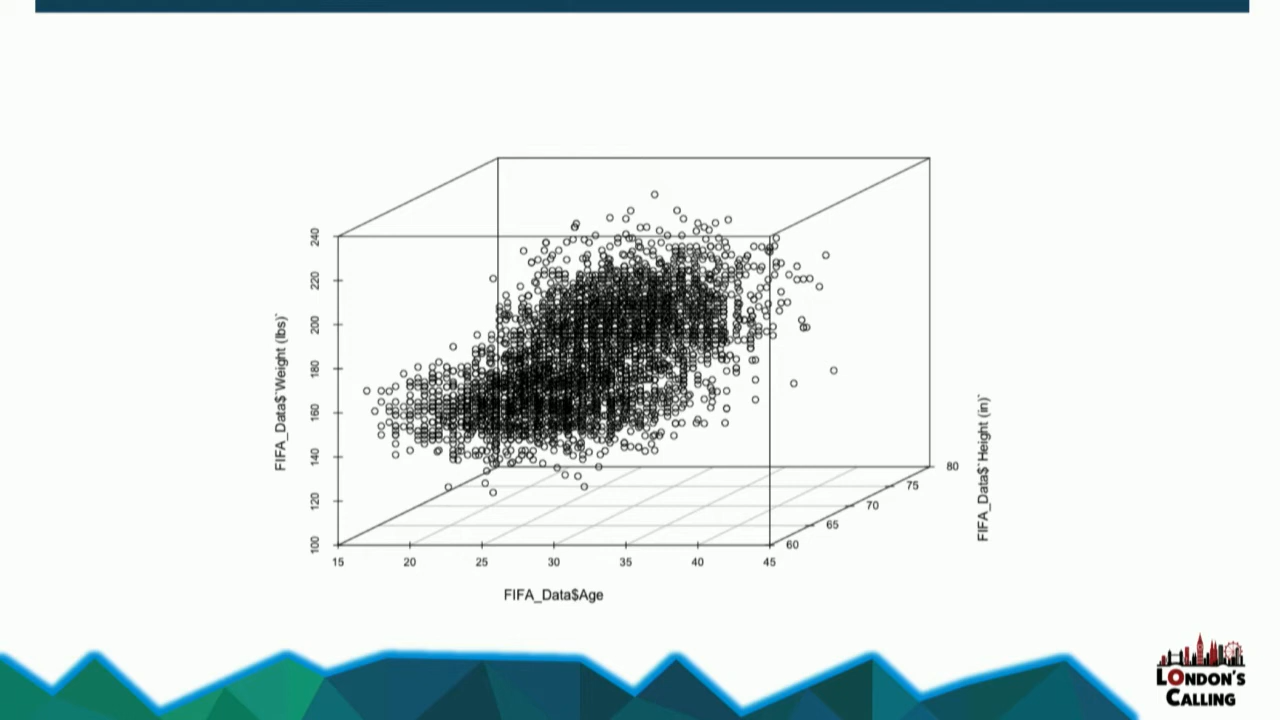 240
220
200
180
160
140
120
100
FIFA_Data$`Weight (lbs)`
15 20 25 30 35 40 45
FIFA_Data$Age
60
65
70
75
80
FIFA_Data$`Height (in)`
LONDON'S
CALLING